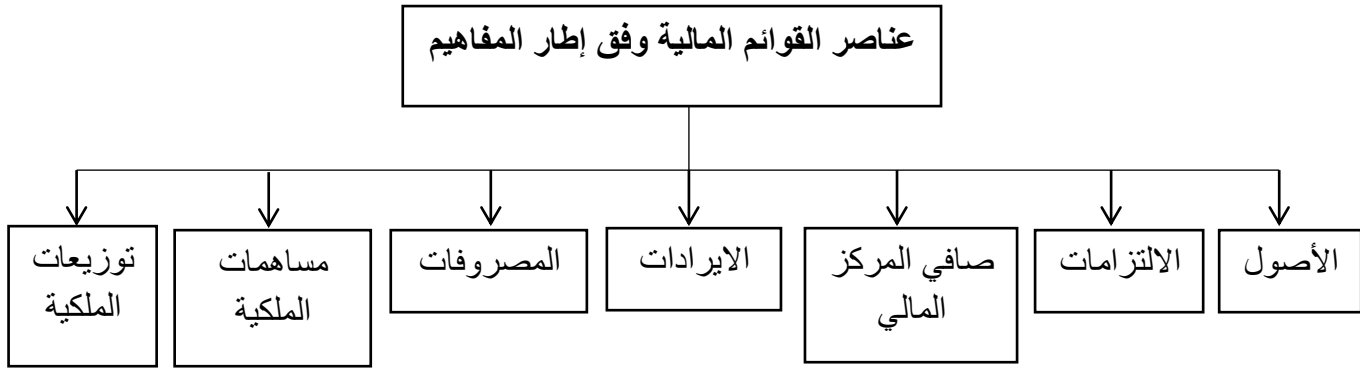 عناصر القوائم المالية وفق إطار المفاهيم
الأصول
الالتزامات
صافي المركز
المالي
الايرادات
المصروفات
مساهمات
الملكية
توزيعات
الملكية